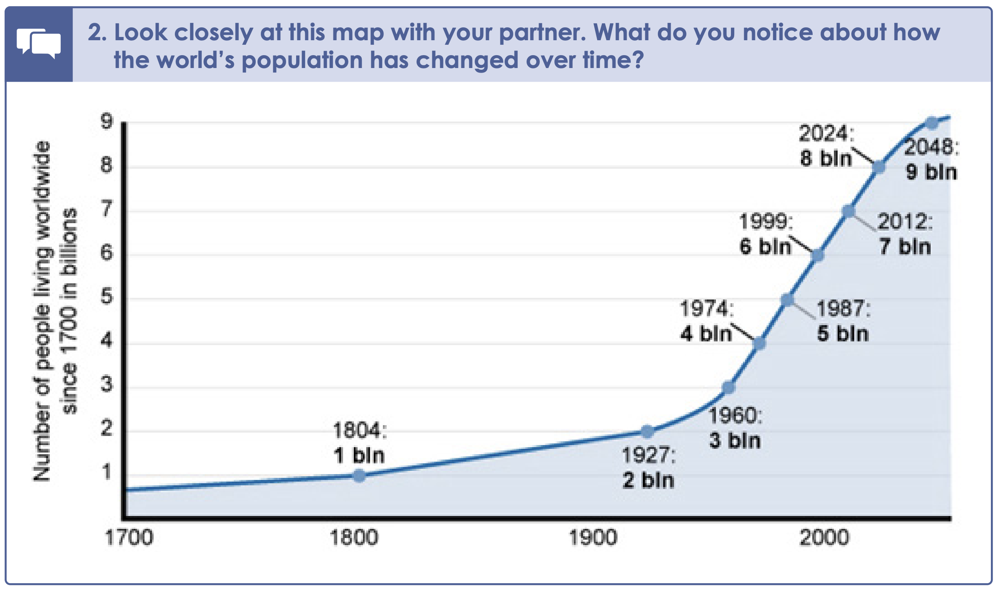 2. Look closely at this map with your partner. What do you notice about how
the world’s population has changed over time?
Number of people living worldwide
since 1700 in billions
9
8
7
6
5
4
3
2
1
1804:
1 bln
1927:
2 bln
1960:
3 bln
1974:
4 bln
1987:
5 bln
1999:
6 bln
2012:
7 bln
2024:
8 bln
2048:
9 bln
1700
1800
1900
2000